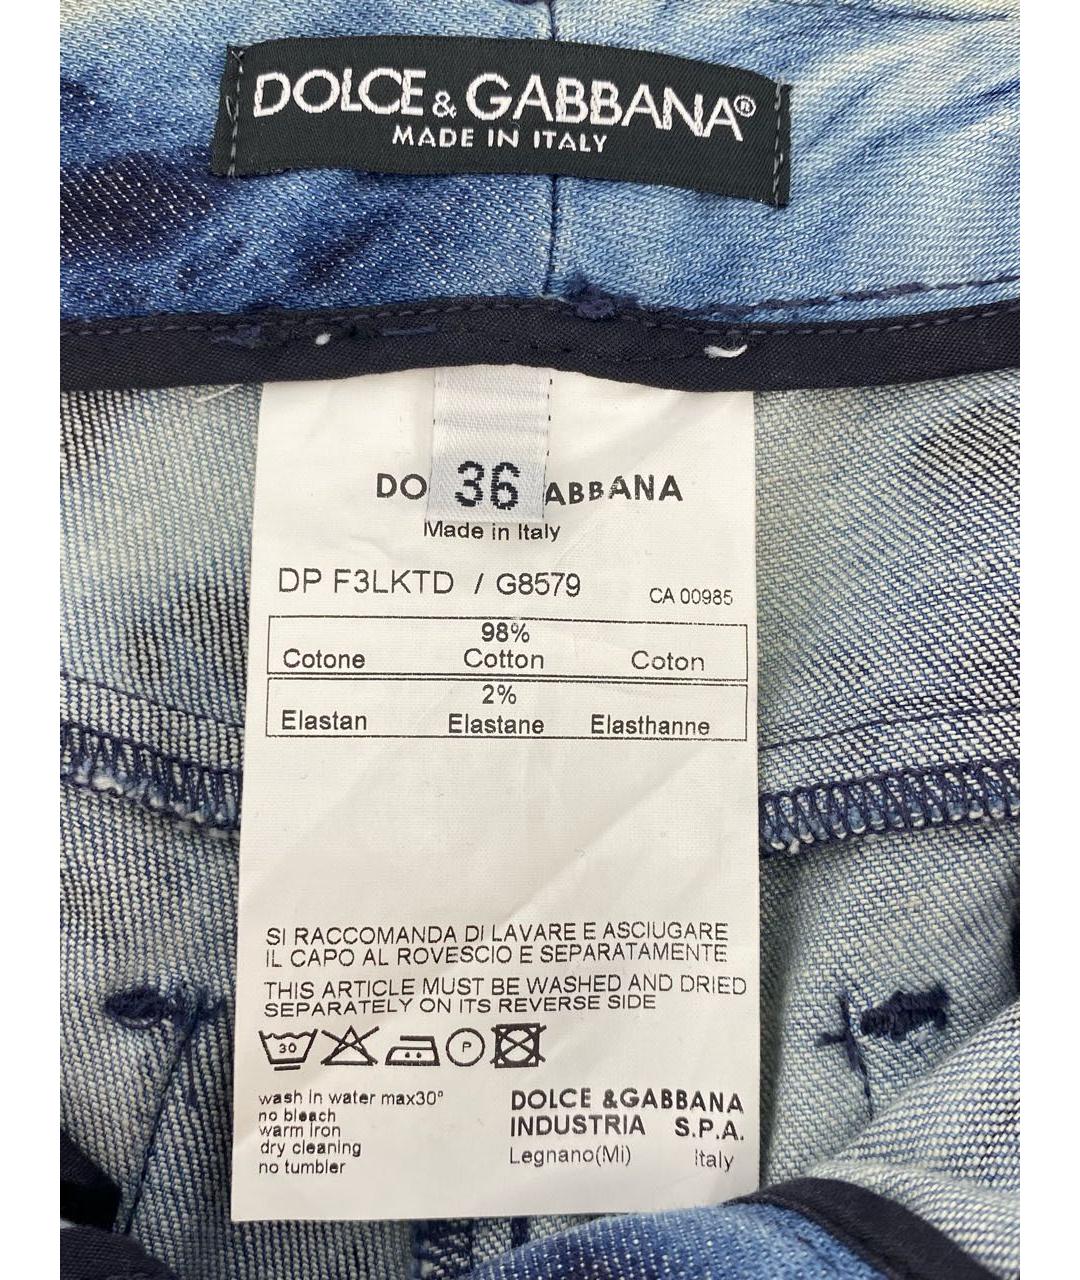 DOLCE & GABBANA®
MADE IN ITALY
36
DO ABBANA
Made in Italy
DP F3LKTD / G8579 CA 00985
98%
Cotone Cotton Coton
2%
Elastan Elastane Elasthanne
SI RACCOMANDA DI LAVARE E ASCIUGARE
IL CAPO AL ROVESCIO E SEPARATAMENTE
THIS ARTICLE MUST BE WASHED AND DRIED
SEPARATELY ON ITS REVERSE SIDE
30 P
wash in water max30°
no bleach
warm iron
dry cleaning
no tumbler
DOLCE &GABBANA
INDUSTRIA S.P.A.
Legnano(Mi) Italy